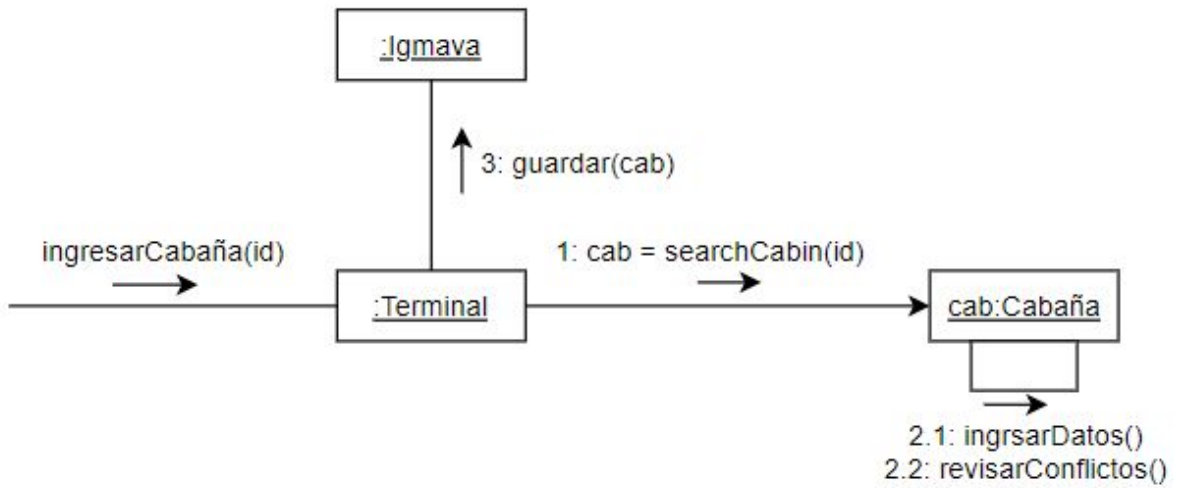 :Igmava
3: guardar(cab)
ingresarCabaña(id)
1: cab = searchCabin(id)
:Terminal
cab:Cabaña
2.1: ingrsarDatos()
2.2: revisarConflictos()